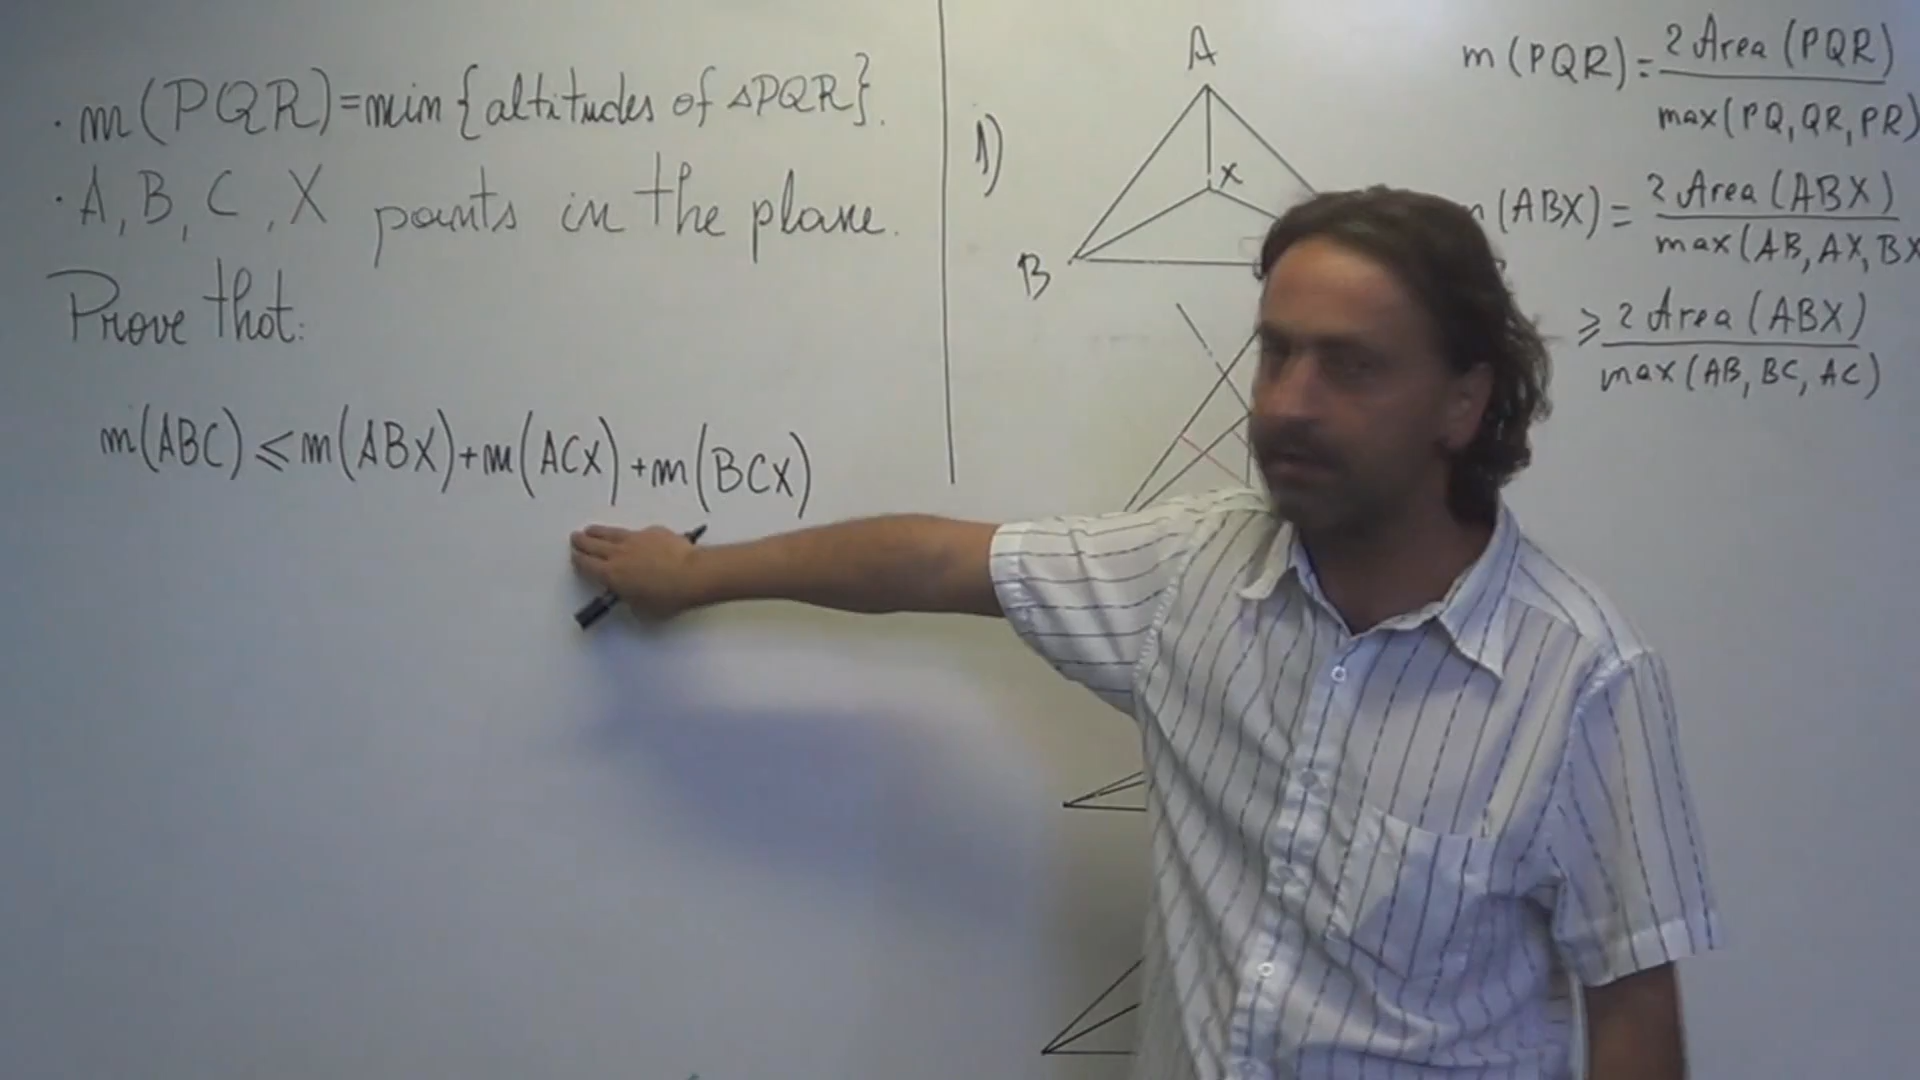 · m(PQR)=min{altitudes of △PQR}.
· A, B, C, X points in the plane.
Prove that:
m(ABC) ⩽ m(ABX)+m(ACX)+m(BCX)
1)
A
X
B
m(PQR)= 2 Area (PQR) / max(PQ, QR, PR)
(ABX)= 2 Area (ABX) / max(AB, AX, BX
⩾ 2 Area (ABX) / max(AB, BC, AC)